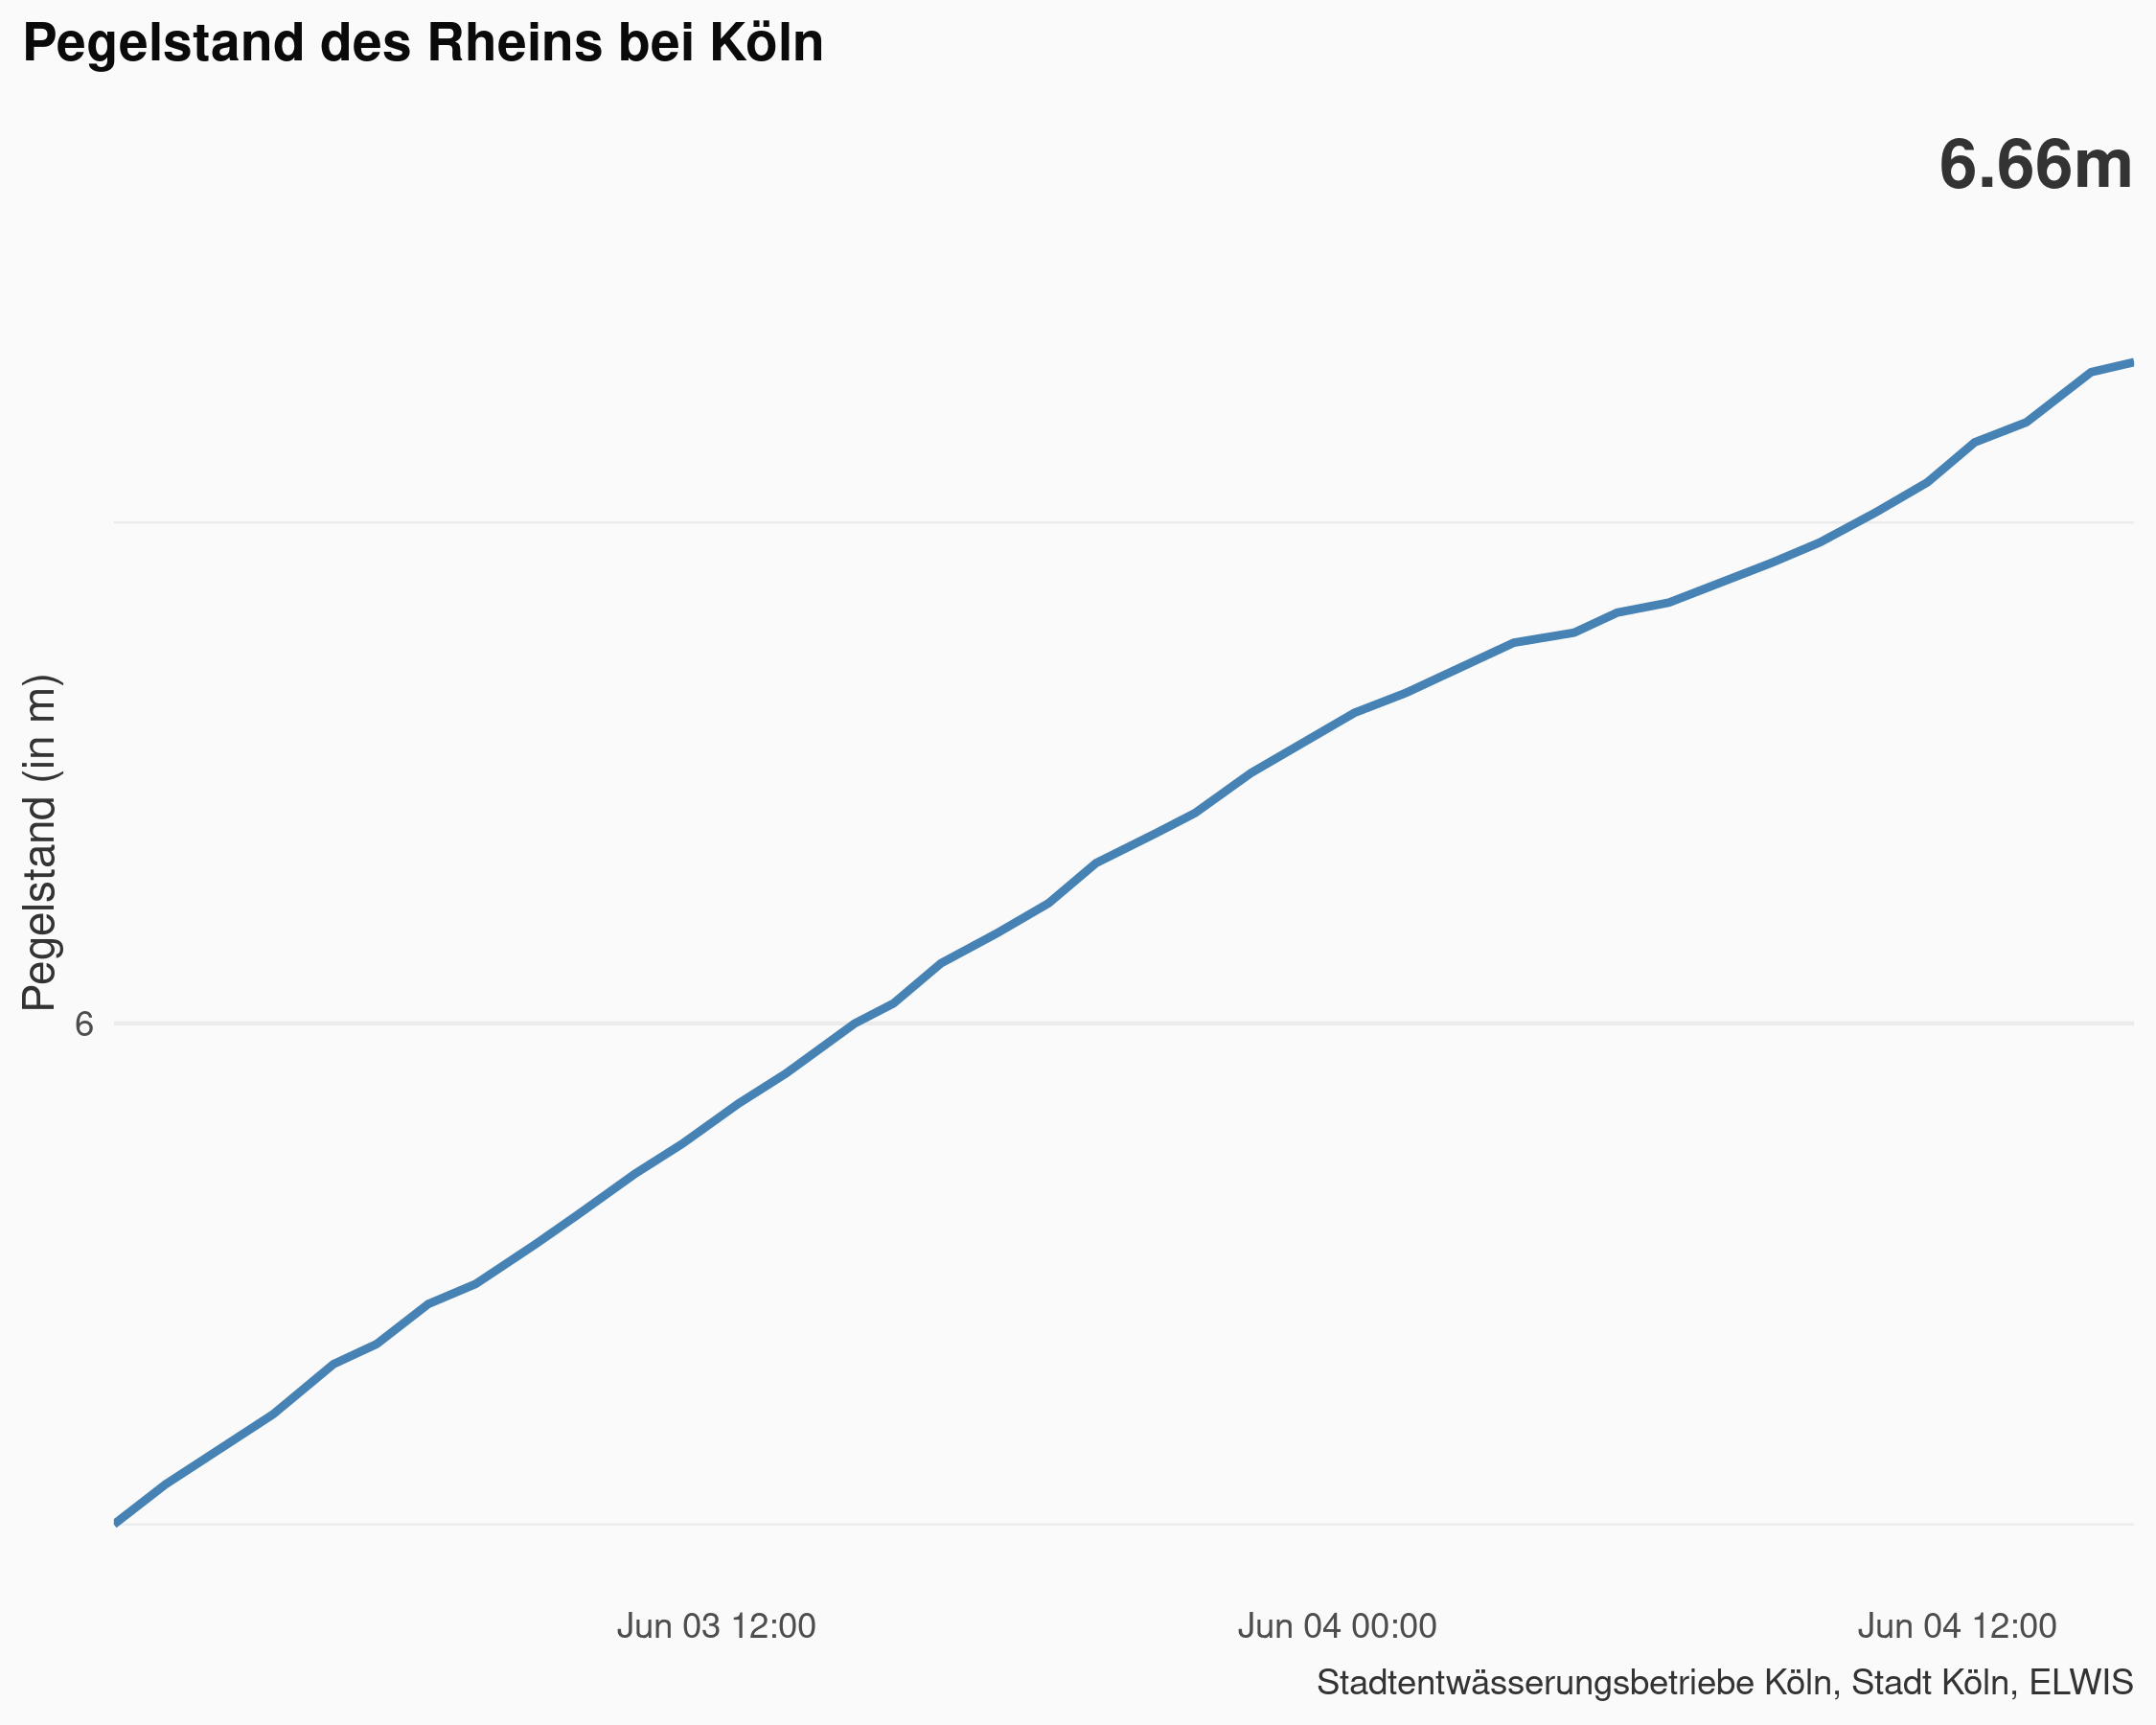 Pegelstand des Rheins bei Köln
6.66m
Pegelstand (in m)
6
Jun 03 12:00
Jun 04 00:00
Jun 04 12:00
Stadtentwässerungsbetriebe Köln, Stadt Köln, ELWIS